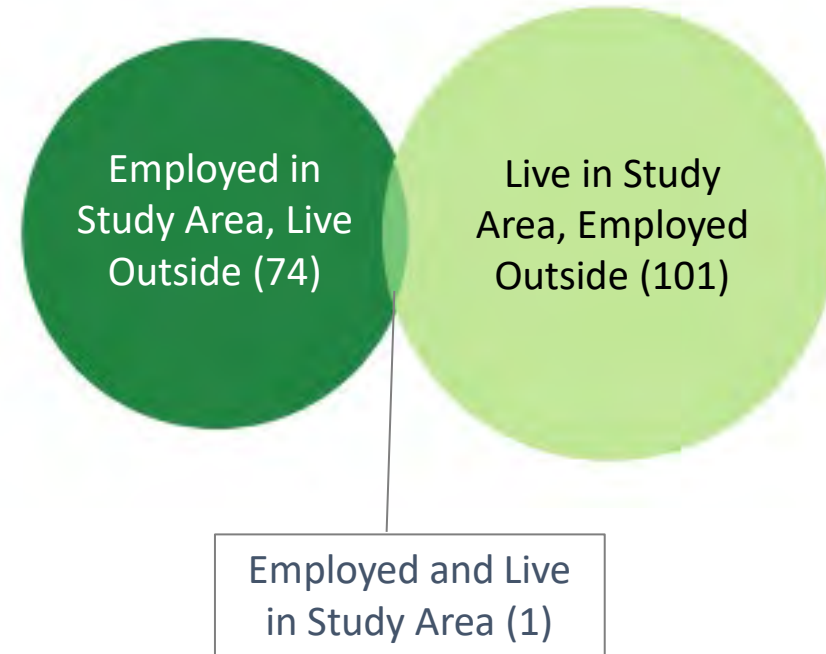 Employed in
Study Area, Live
Outside (74)
Live in Study
Area, Employed
Outside (101)
Employed and Live
in Study Area (1)